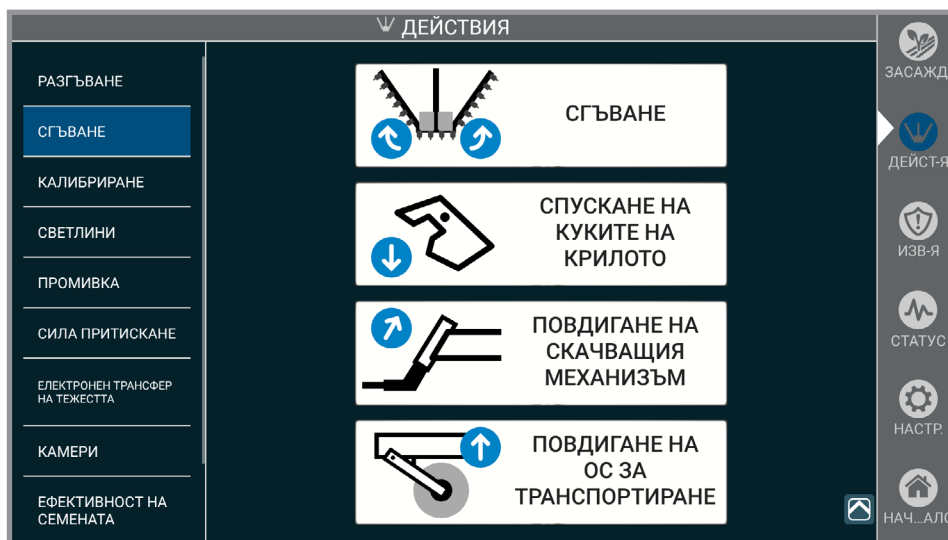 ДЕЙСТВИЯ
РАЗГЪВАНЕ
СГЪВАНЕ
КАЛИБРИРАНЕ
СВЕТЛИНИ
ПРОМИВКА
СИЛА ПРИТИСКАНЕ
ЕЛЕКТРОНЕН ТРАНСФЕР
НА ТЕЖЕСТТА
КАМЕРИ
ЕФЕКТИВНОСТ НА
СЕМЕНАТА
СГЪВАНЕ
СПУСКАНЕ НА
КУКИТЕ НА
КРИЛОТО
ПОВДИГАНЕ НА
СКАЧВАЩИЯ
МЕХАНИЗЪМ
ПОВДИГАНЕ НА
ОС ЗА
ТРАНСПОРТИРАНЕ
ЗАСАЖД
ДЕЙСТ-Я
ИЗВ-Я
СТАТУС
НАСТР.
НАЧ...АЛО